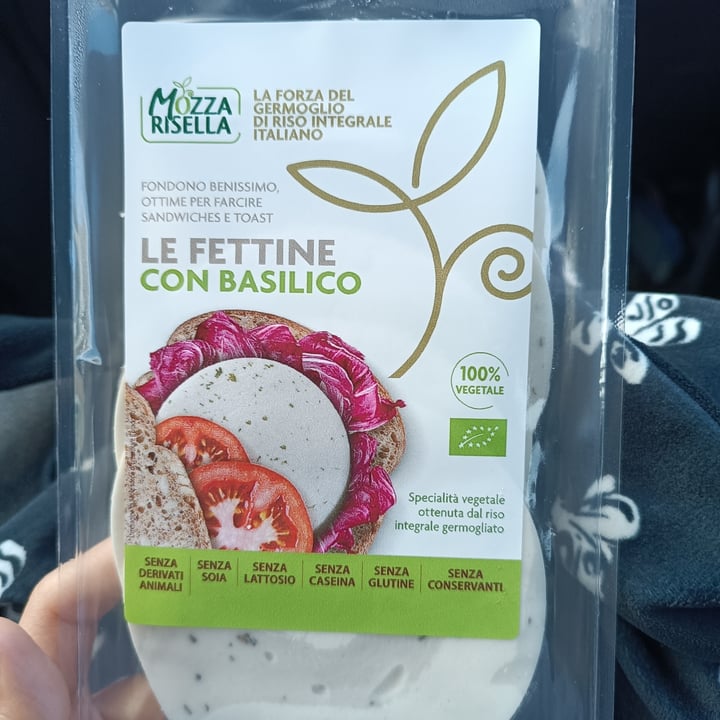 MOZZA
RISELLA
LA FORZA DEL
GERMOGLIO
DI RISO INTEGRALE
ITALIANO
FONDONO BENISSIMO,
OTTIME PER FARCIRE
SANDWICHES E TOAST
LE FETTINE
CON BASILICO
100%
VEGETALE
Specialità vegetale
ottenuta dal riso
integrale germogliato
SENZA
DERIVATI
ANIMALI
SENZA
SOIA
SENZA
LATTOSIO
SENZA
CASEINA
SENZA
GLUTINE
SENZA
CONSERVANTI